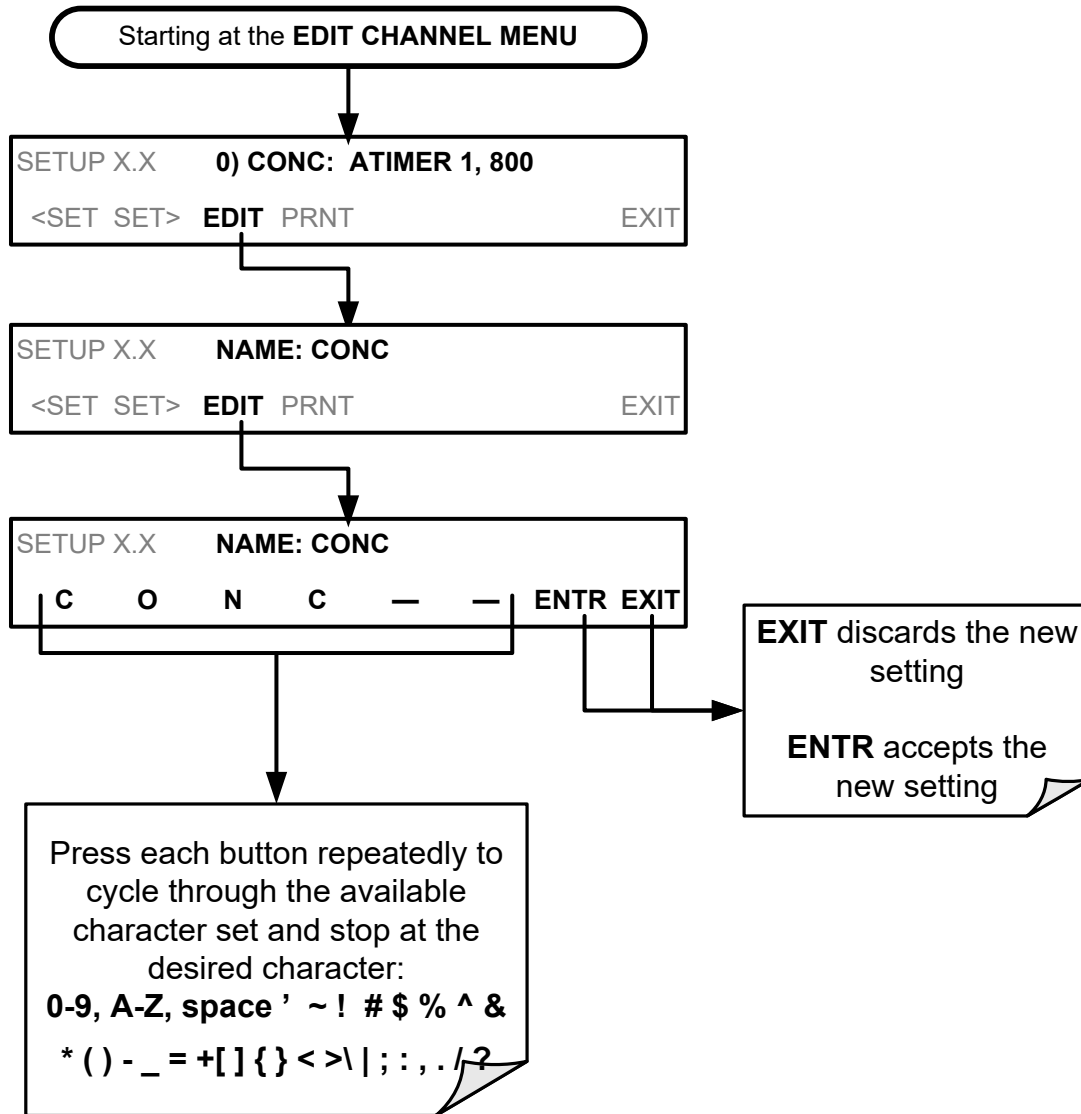 Starting at the EDIT CHANNEL MENU
SETUP X.X 0) CONC: ATIMER 1, 800
<SET SET> EDIT PRNT EXIT
SETUP X.X NAME: CONC
<SET SET> EDIT PRNT EXIT
SETUP X.X NAME: CONC
C O N C — — ENTR EXIT
EXIT discards the new
setting
ENTR accepts the
new setting
Press each button repeatedly to
cycle through the available
character set and stop at the
desired character:
0-9, A-Z, space ’ ~ ! # $ % ^ &
* ( ) - _ = +[ ] { } < >\ | ; : , . / ?